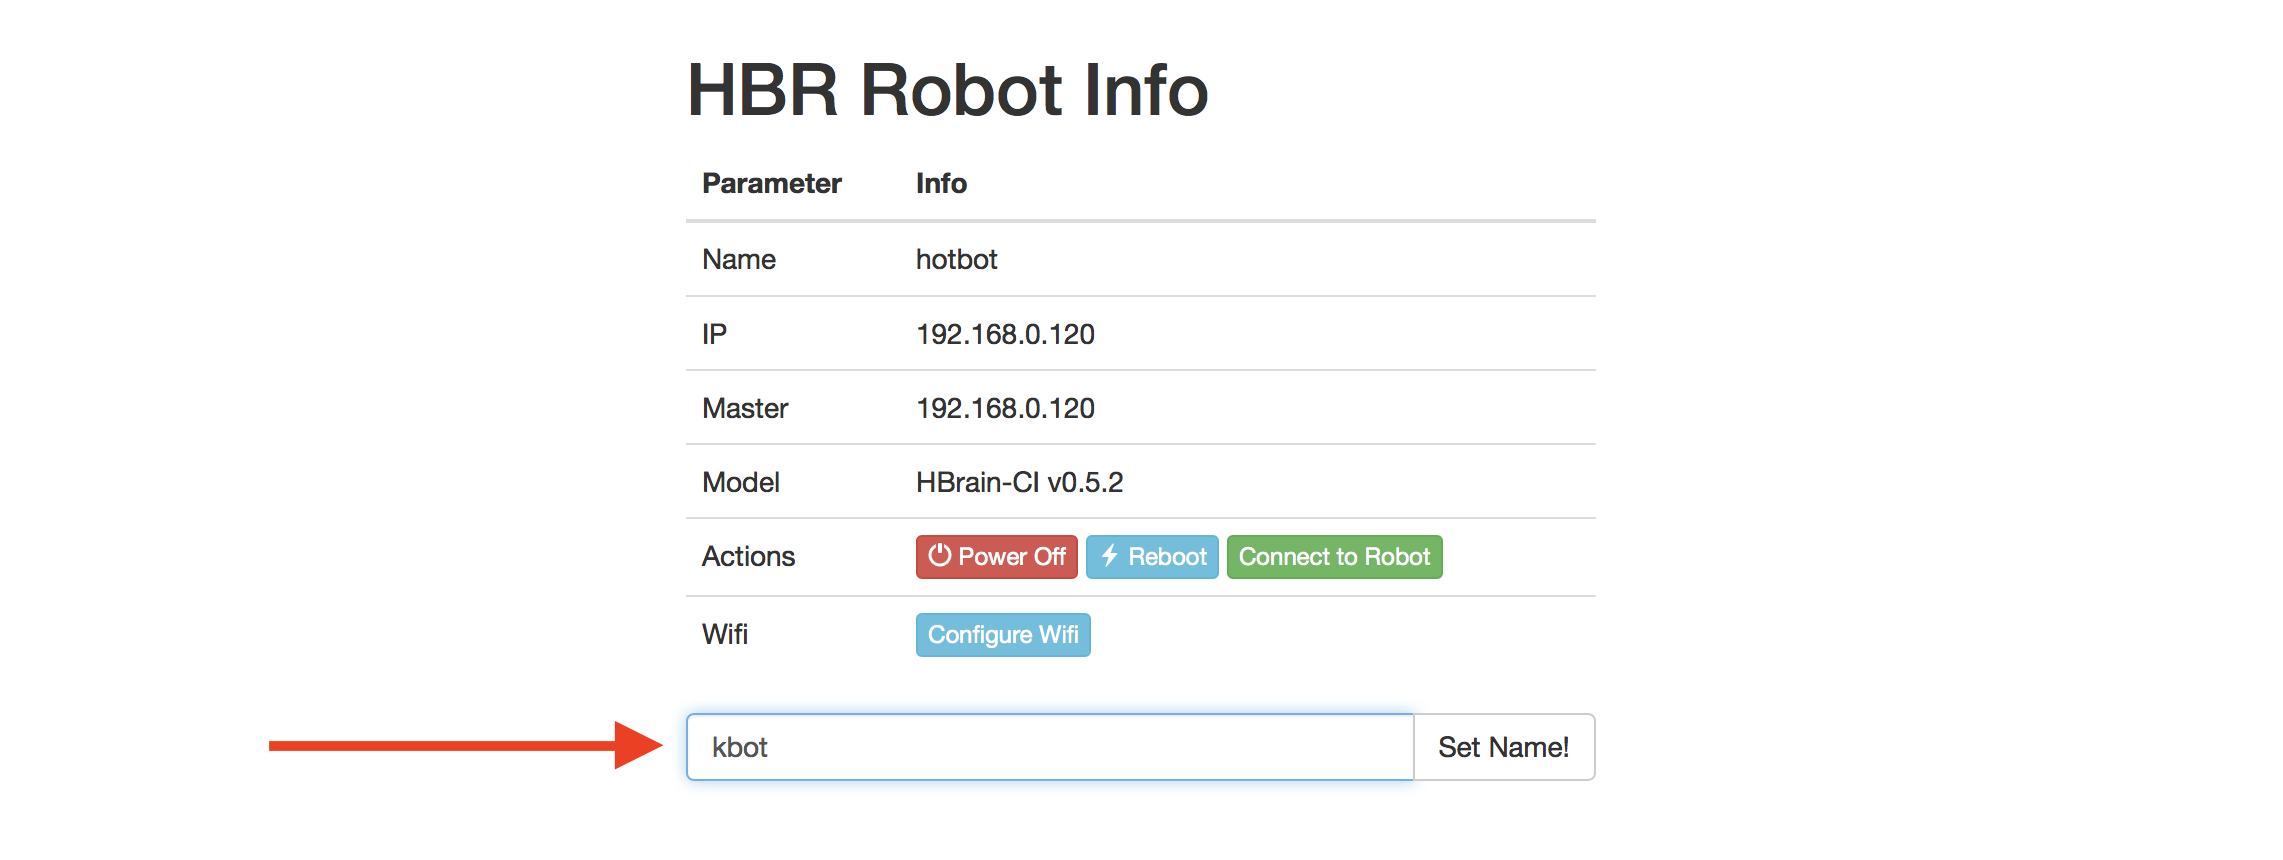 HBR Robot Info
Parameter Info
Name hotbot
IP 192.168.0.120
Master 192.168.0.120
Model HBrain-CI v0.5.2
Actions Power Off Reboot Connect to Robot
Wifi Configure Wifi
kbot Set Name!